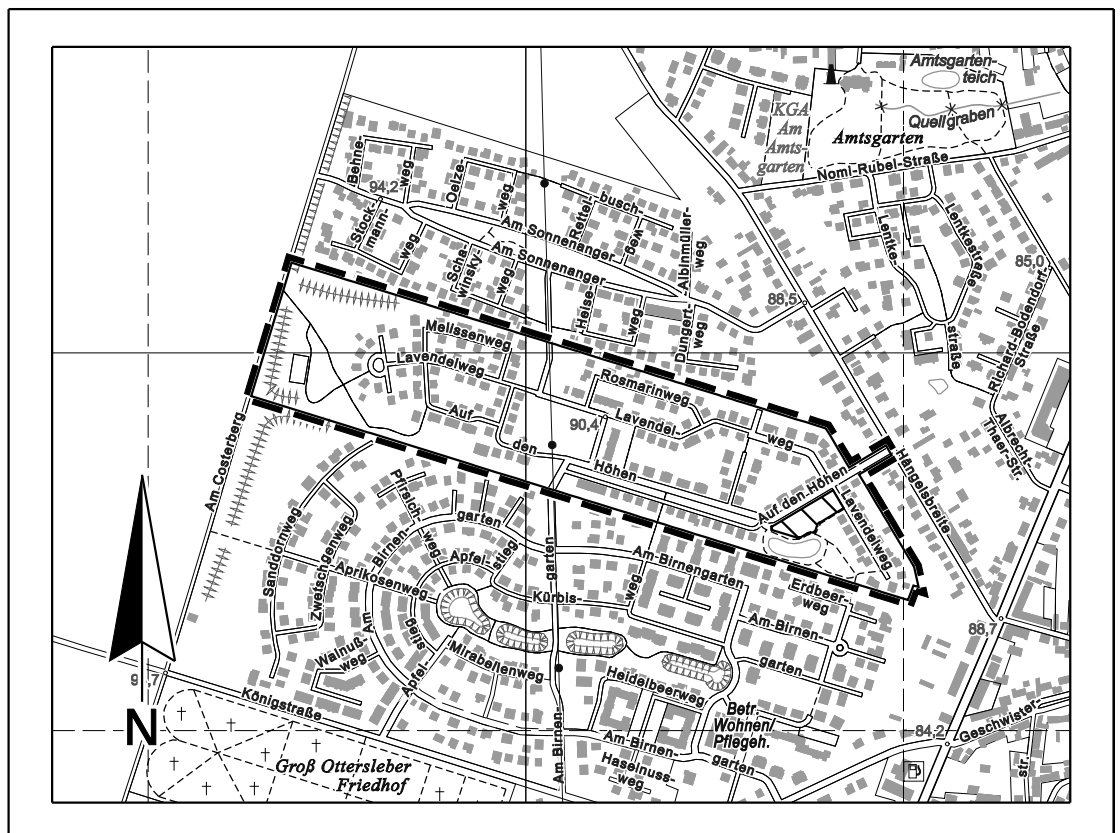 Amtsgarten-
teich
KGA
Am
Amts-
garten
Quellgraben
Amtsgarten
Nomi-Rubel-Straße
Behne-
weg
94,2
Oelze-
weg
Stock-
mann-
weg
Am Sonnenanger
Retter-
busch-
weg
Albinmüller-
weg
Am Sonnenanger
Scha-
winsky-
weg
Heise-
weg
Dungert-
weg
88,5
Lentke-
straße
Lentkestraße
85,0
Richard-Bodendorf-
Straße
Albrecht-
Thaer-Str.
Melissenweg
Lavendelweg
Auf
den
Höhen
Rosmarinweg
Lavendel-
weg
90,4
Auf den Höhen
Lavendelweg
Hängelsbreite
Am Costerberg
Sanddornweg
Zwetschgenweg
Pfirsich-
weg
Am
Birnen-
garten
Apfel-
stieg
Aprikosenweg
Kürbis-
weg
garten
Am-Birnengarten
Erdbeer-
weg
Am-Birnen-
garten
88,7
Walnuß-
weg
Apfel-
stieg
Mirabellenweg
Heidelbeerweg
Betr.
Wohnen/
Pflegeh.
Königstraße
N
Am Birnen-
Am-Birnen-
garten
Haselnuss-
weg
84,2
Geschwister-
str.
Groß Ottersleber
Friedhof